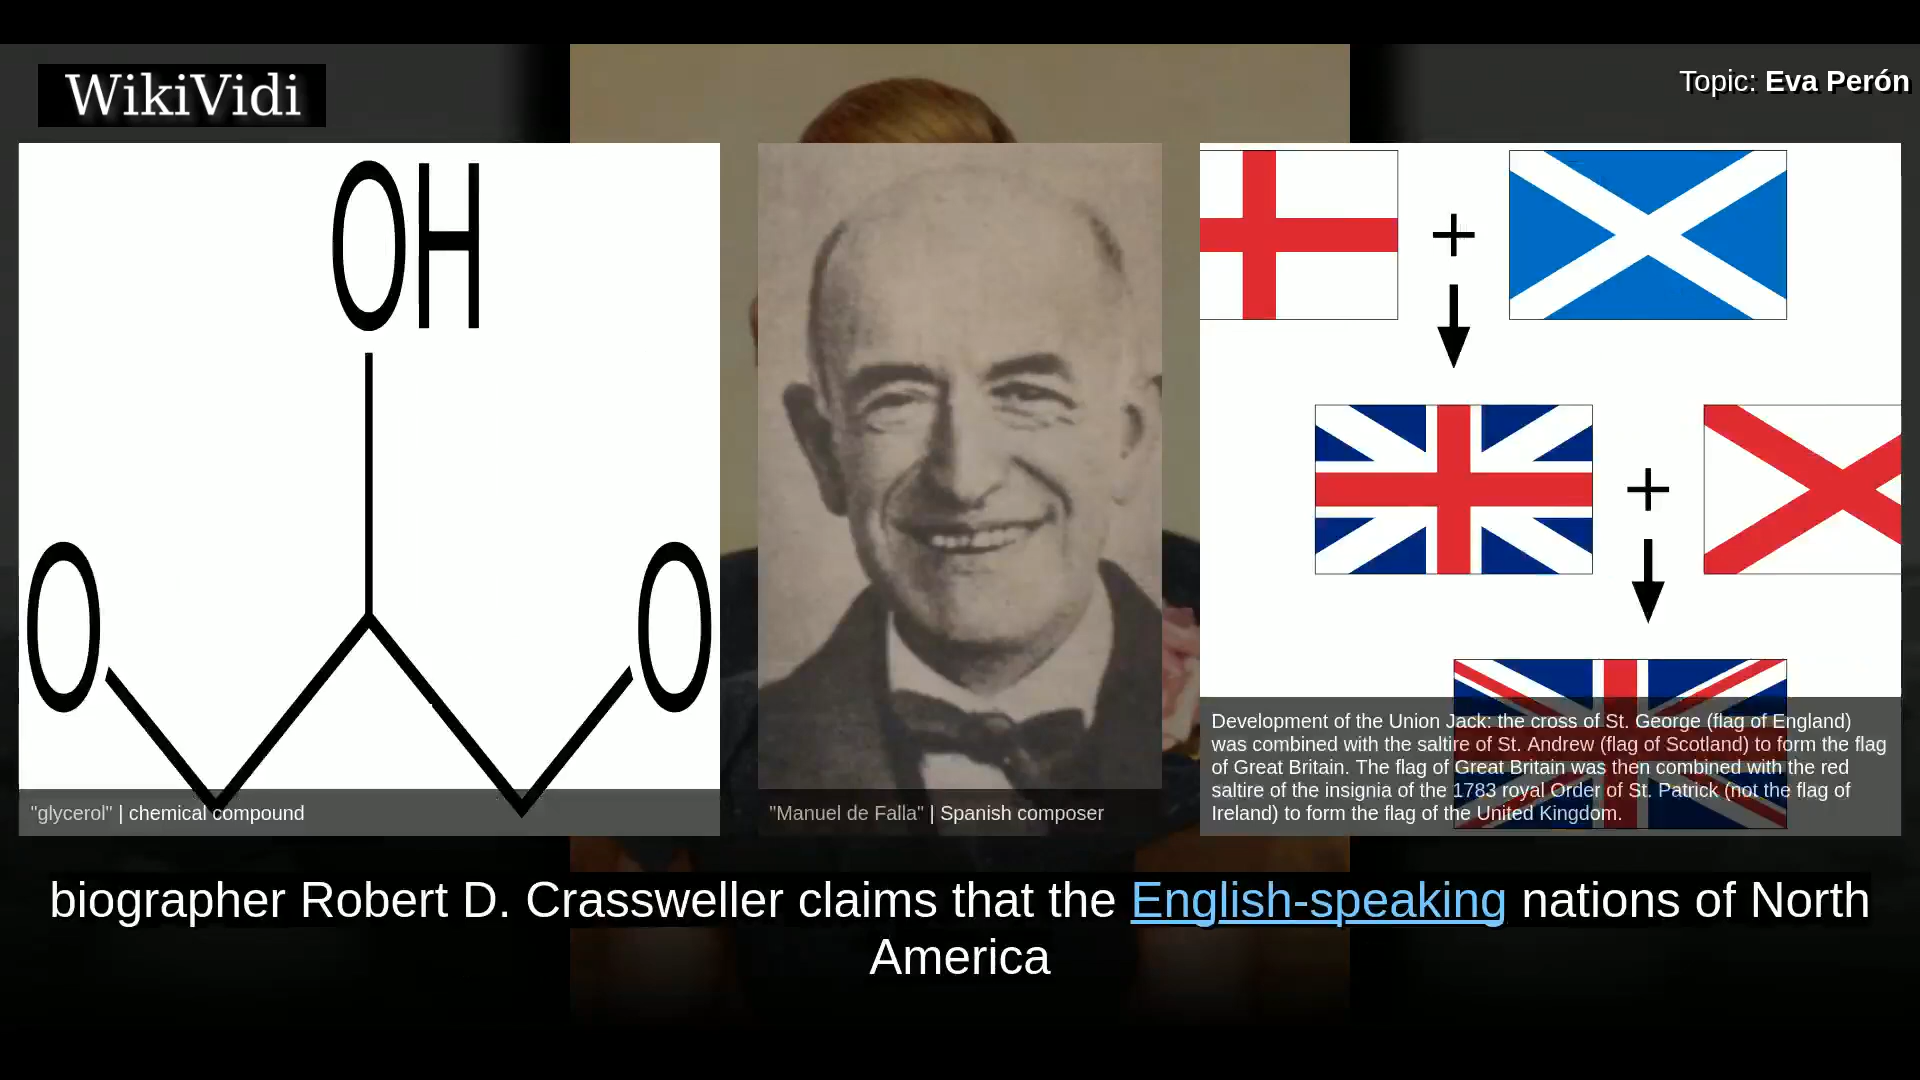 WikiVidi
Topic: Eva Perón
OH
O
O
"glycerol" | chemical compound
"Manuel de Falla" | Spanish composer
+
+
Development of the Union Jack: the cross of St. George (flag of England)
was combined with the saltire of St. Andrew (flag of Scotland) to form the flag
of Great Britain. The flag of Great Britain was then combined with the red
saltire of the insignia of the 1783 royal Order of St. Patrick (not the flag of
Ireland) to form the flag of the United Kingdom.
biographer Robert D. Crassweller claims that the English-speaking nations of North
America